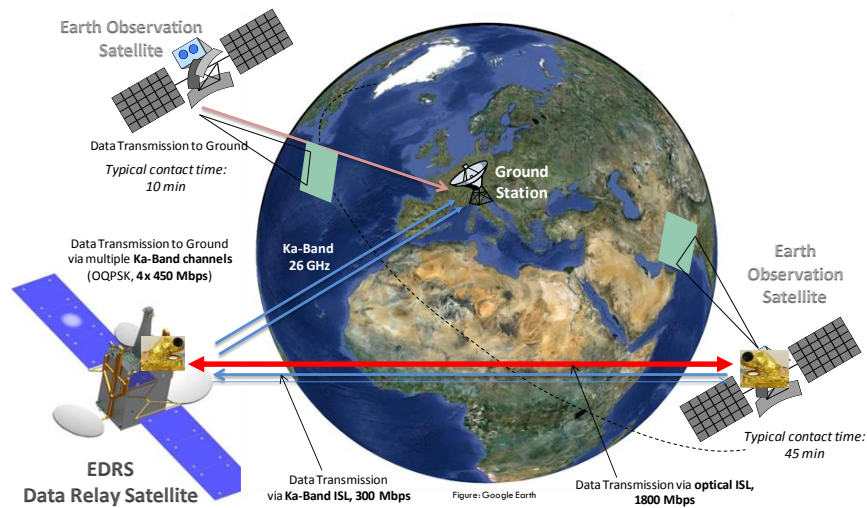 Earth Observation
Satellite
Data Transmission to Ground
Typical contact time:
10 min
Ground
Station
Data Transmission to Ground
via multiple Ka-Band channels
(OQPSK, 4x 450 Mbps)
Ka-Band
26 GHz
Earth
Observation
Satellite
Typical contact time:
45 min
EDRS
Data Relay Satellite
Data Transmission
via Ka-Band ISL, 300 Mbps
Figure: Google Earth
Data Transmission via optical ISL,
1800 Mbps